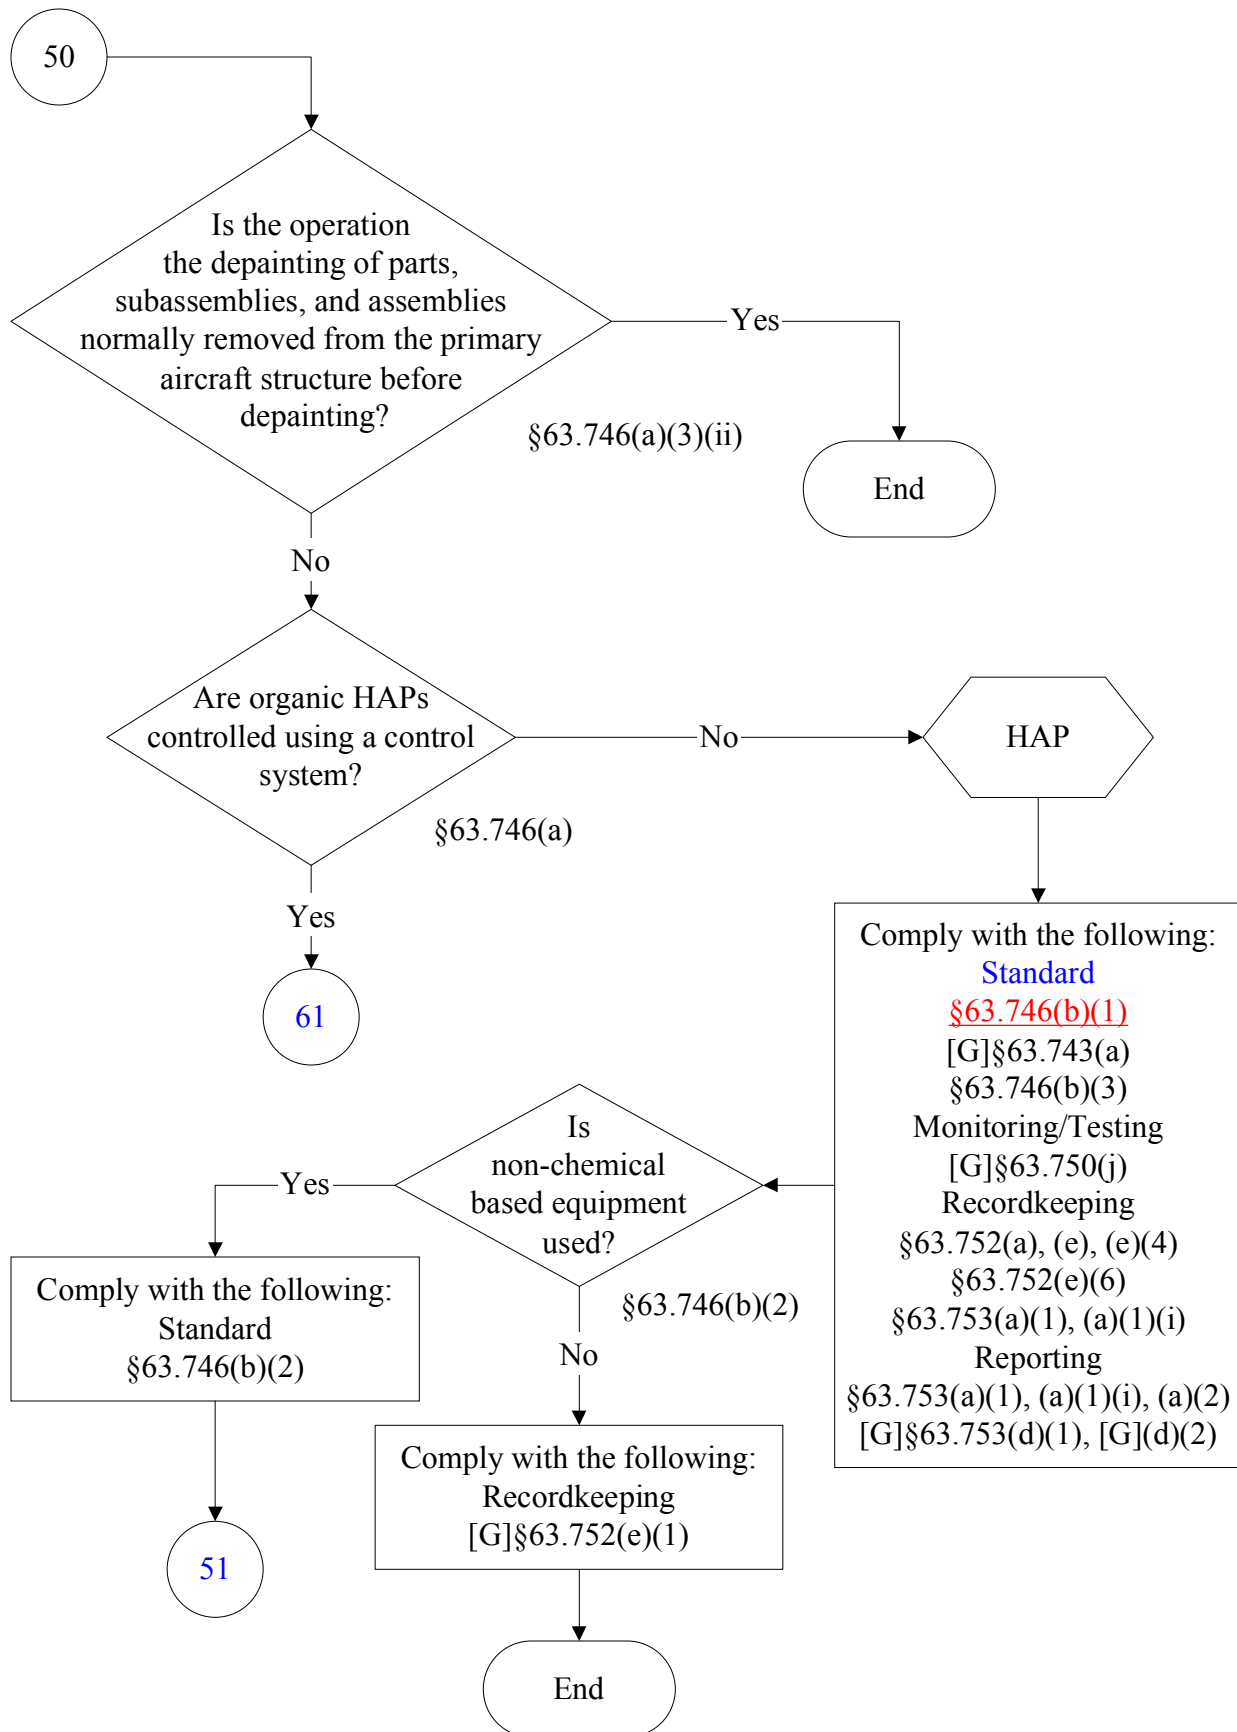 50
Is the operation
the depainting of parts,
subassemblies, and assemblies
normally removed from the primary
aircraft structure before
depainting?
Yes
§63.746(a)(3)(ii)
End
No
Are organic HAPs
controlled using a control
system?
No
HAP
§63.746(a)
Yes
61
Comply with the following:
Standard
§63.746(b)(1)
[G]§63.743(a)
§63.746(b)(3)
Monitoring/Testing
[G]§63.750(j)
Recordkeeping
§63.752(a), (e), (e)(4)
§63.752(e)(6)
§63.753(a)(1), (a)(1)(i)
Reporting
§63.753(a)(1), (a)(1)(i), (a)(2)
[G]§63.753(d)(1), [G](d)(2)
Is
non-chemical
based equipment
used?
Yes
§63.746(b)(2)
No
Comply with the following:
Standard
§63.746(b)(2)
51
Comply with the following:
Recordkeeping
[G]§63.752(e)(1)
End